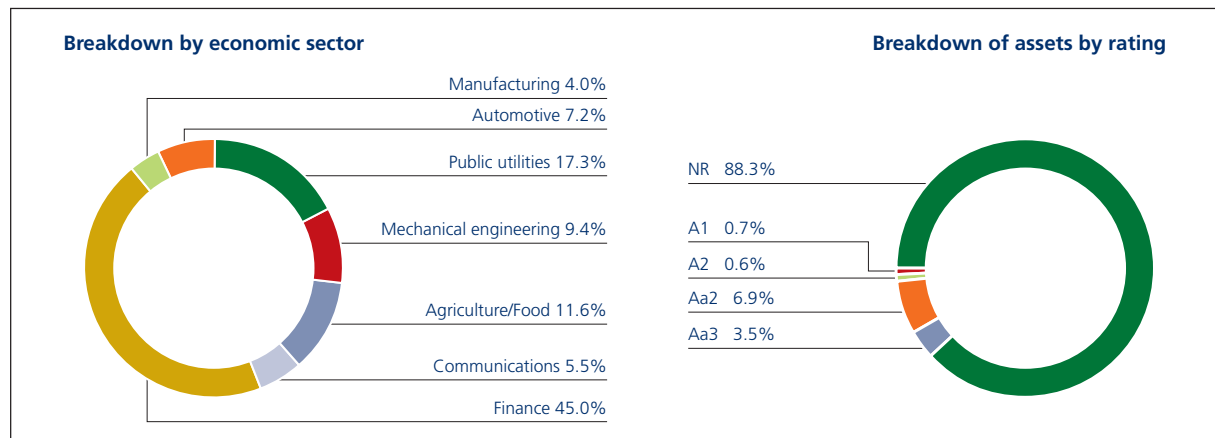 Breakdown by economic sector
Manufacturing 4.0%
Automotive 7.2%
Public utilities 17.3%
Mechanical engineering 9.4%
Agriculture/Food 11.6%
Communications 5.5%
Finance 45.0%
Breakdown of assets by rating
NR 88.3%
A1 0.7%
A2 0.6%
Aa2 6.9%
Aa3 3.5%